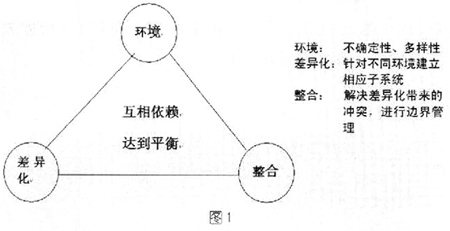 环境
互相依赖
达到平衡
差异
化
整合
环境： 不确定性、多样性
差异化：针对不同环境建立
相应子系统
整合： 解决差异化带来的
冲突，进行边界管
理
图1